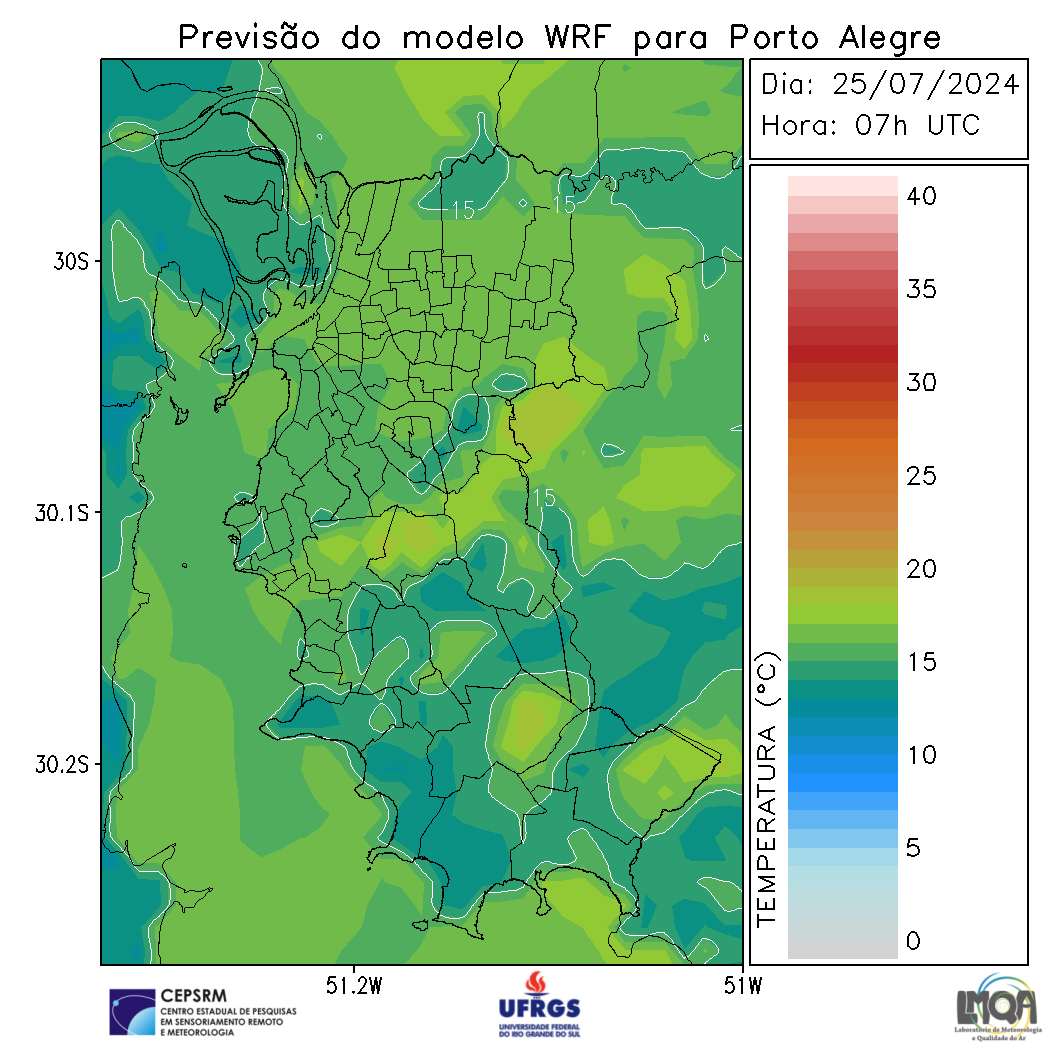 Previsão do modelo WRF para Porto Alegre
Dia: 25/07/2024
Hora: 07h UTC
40
35
30
25
20
15
10
5
0
TEMPERATURA (°C)
30S
30.1S
30.2S
51.2W
51W
15
15
15
CEPSRM
CENTRO ESTADUAL DE PESQUISAS
EM SENSORIAMENTO REMOTO
E METEOROLOGIA
UFRGS
UNIVERSIDADE FEDERAL
DO RIO GRANDE DO SUL
LMQA
Laboratório de Meteorologia
e Qualidade do Ar